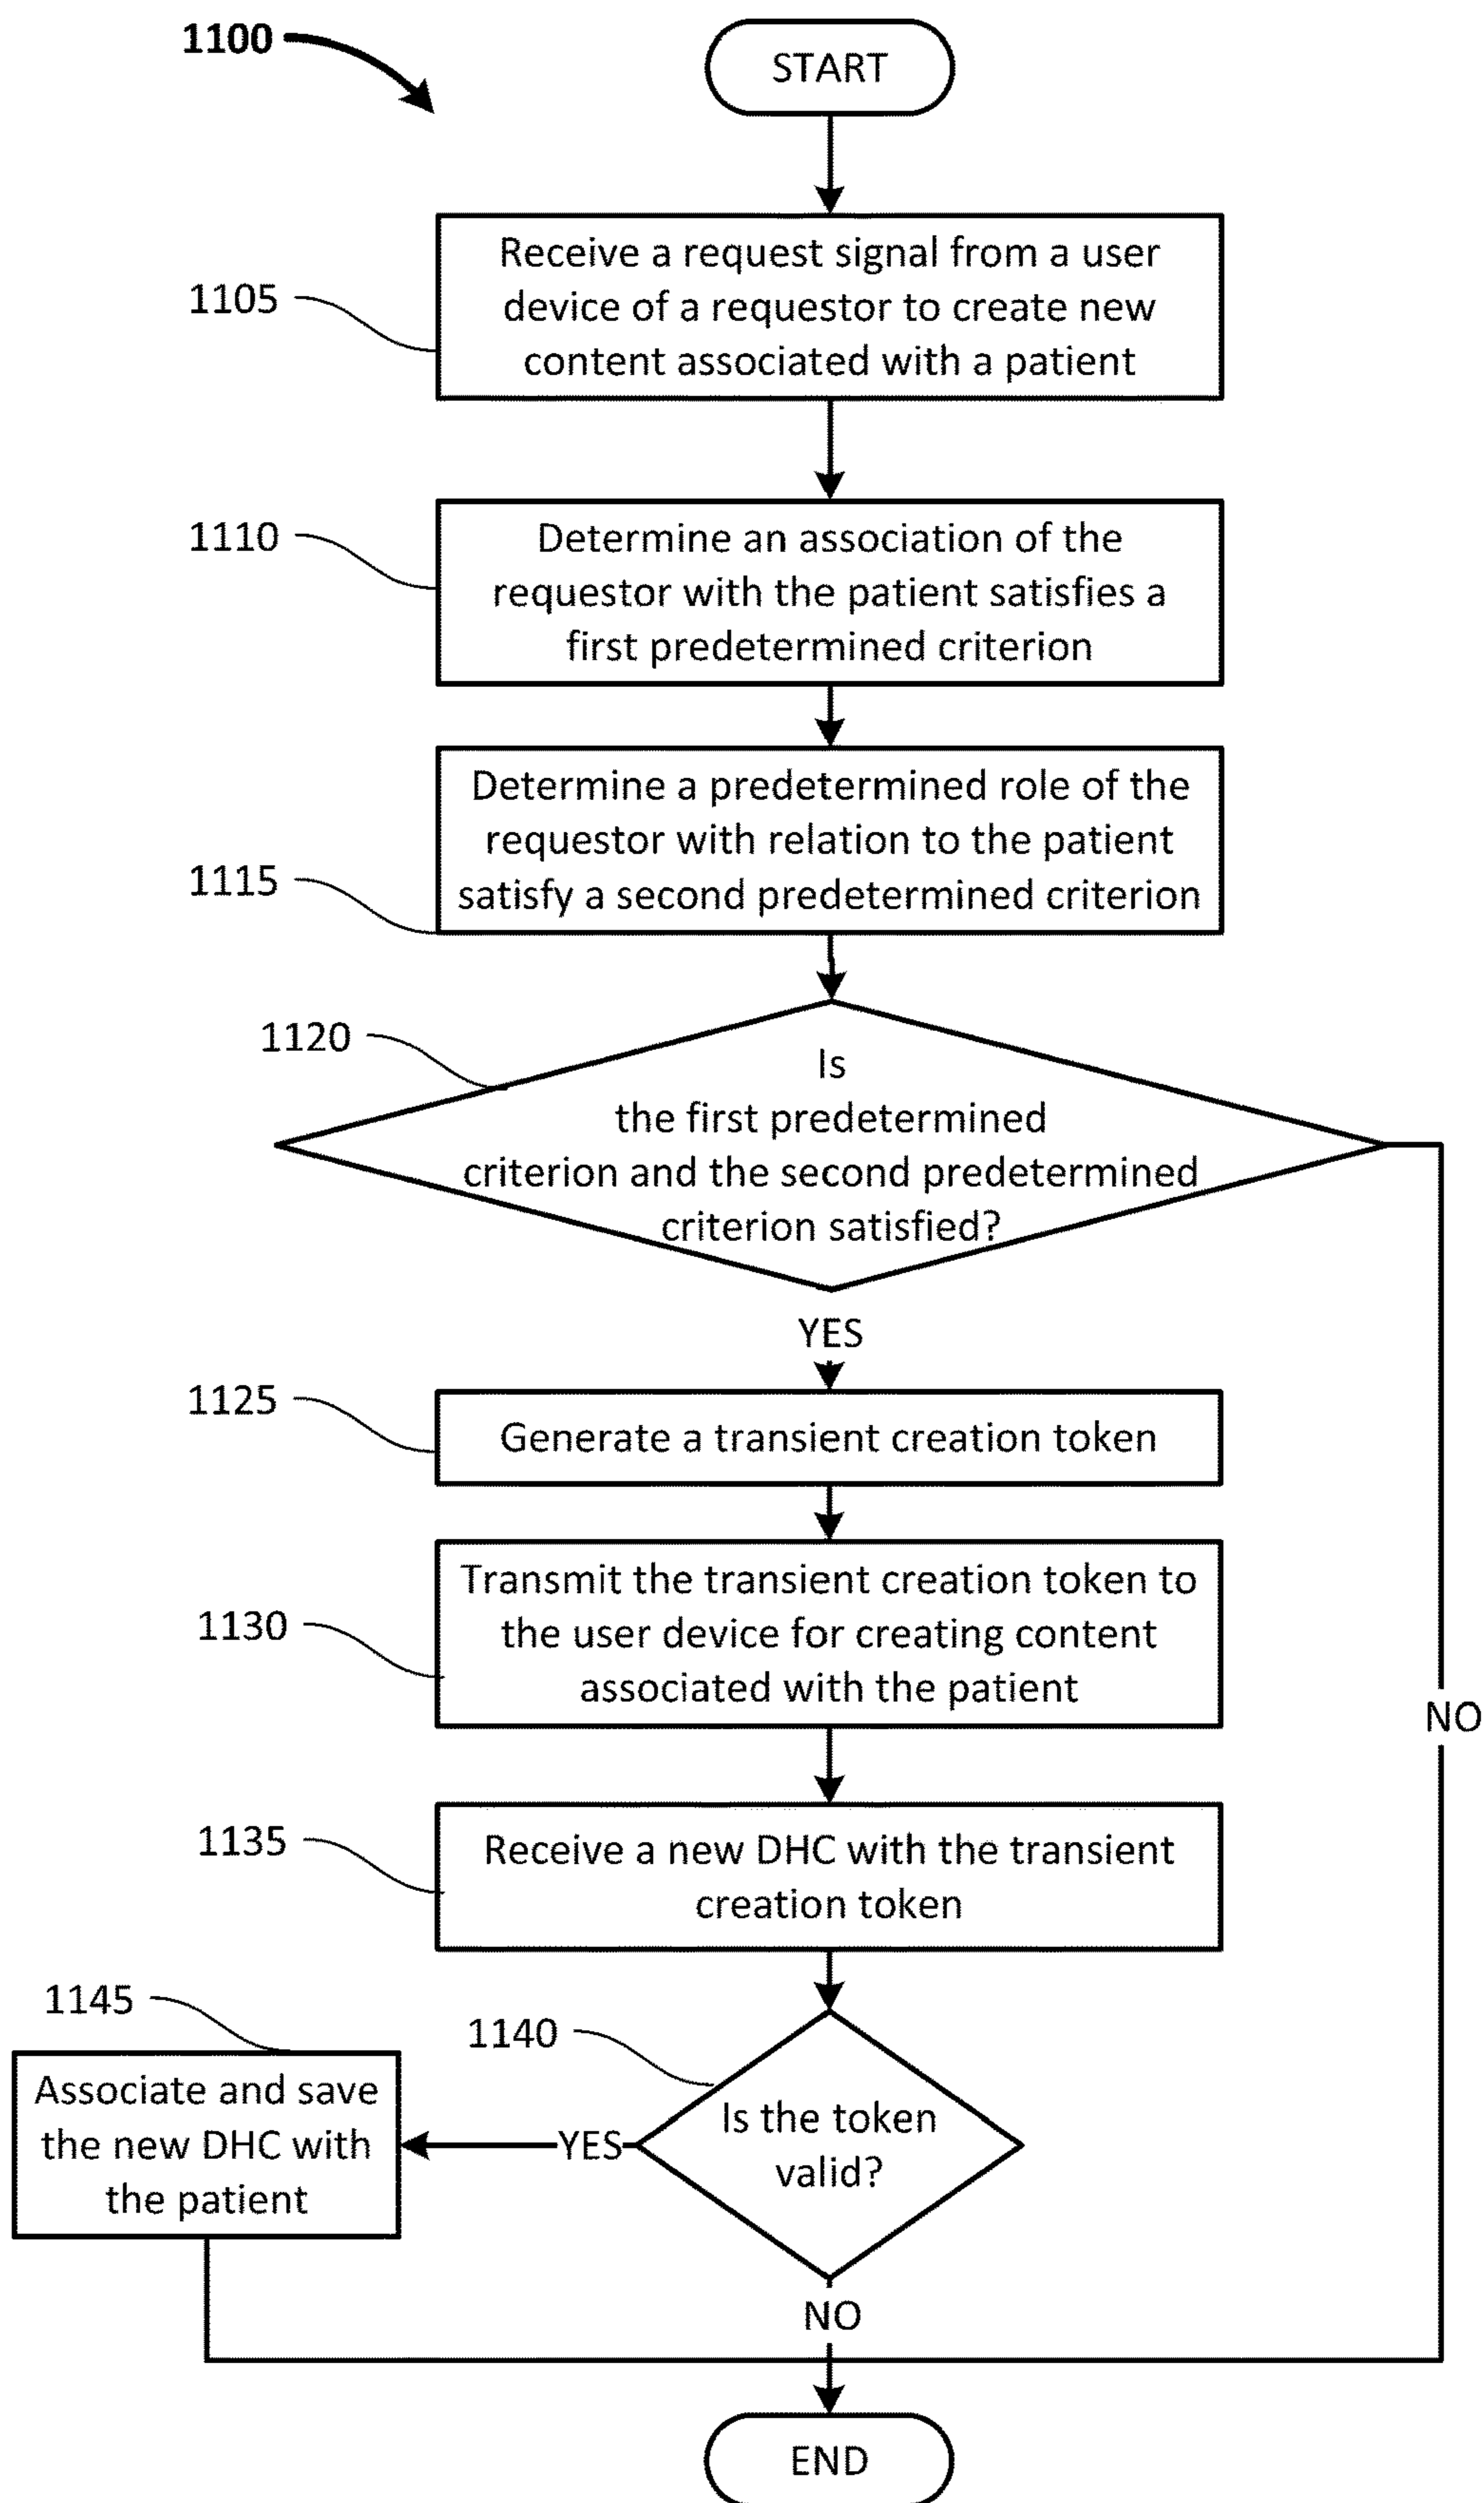 1100
START
1105
Receive a request signal from a user
device of a requestor to create new
content associated with a patient
1110
Determine an association of the
requestor with the patient satisfies a
first predetermined criterion
1115
Determine a predetermined role of the
requestor with relation to the patient
satisfy a second predetermined criterion
1120
Is
the first predetermined
criterion and the second predetermined
criterion satisfied?
YES
1125
Generate a transient creation token
1130
Transmit the transient creation token to
the user device for creating content
associated with the patient
NO
1135
Receive a new DHC with the transient
creation token
1140
Is the token
valid?
YES
1145
Associate and save
the new DHC with
the patient
NO
END